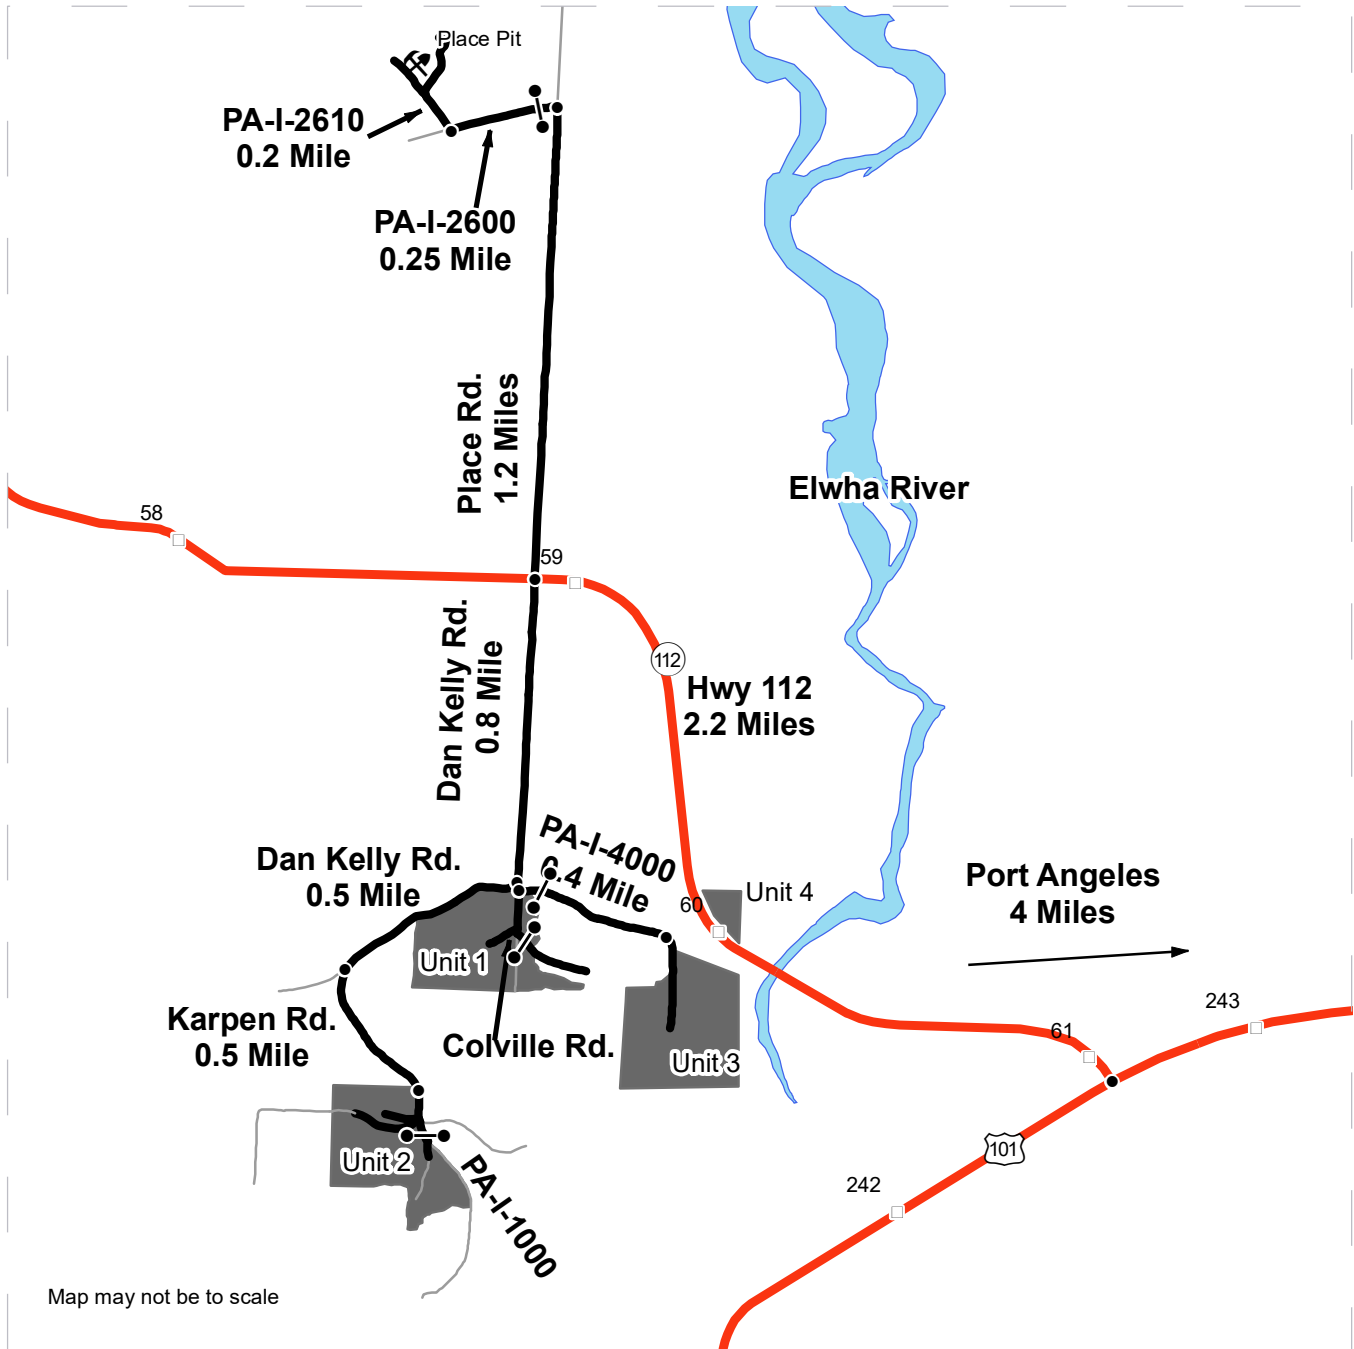 Place Pit
PA-I-2610
0.2 Mile
PA-I-2600
0.25 Mile
Place Rd.
1.2 Miles
Elwha River
58
59
Dan Kelly Rd.
0.8 Mile
112
Hwy 112
2.2 Miles
PA-I-4000
0.4 Mile
Dan Kelly Rd.
0.5 Mile
60
Unit 4
Port Angeles
4 Miles
Unit 1
243
Karpen Rd.
0.5 Mile
Colville Rd.
61
Unit 3
101
Unit 2
PA-I-1000
242
Map may not be to scale